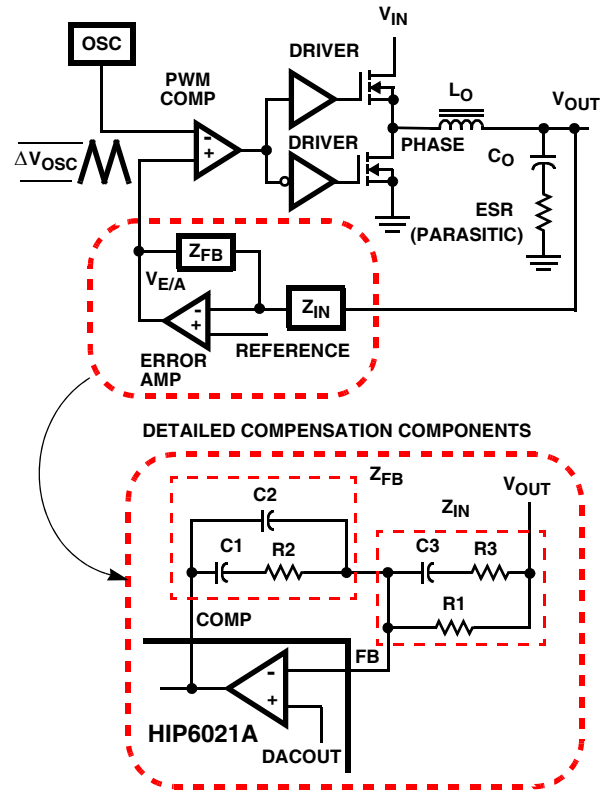 V_IN
OSC
DRIVER
PWM
COMP
L_O
V_OUT
-
+
DRIVER
PHASE
C_O
ΔV_OSC
ESR
(PARASITIC)
Z_FB
V_E/A
-
+
Z_IN
REFERENCE
ERROR
AMP
DETAILED COMPENSATION COMPONENTS
Z_FB
C2
Z_IN
V_OUT
C1
R2
C3
R3
R1
COMP
FB
-
+
HIP6021A
DACOUT